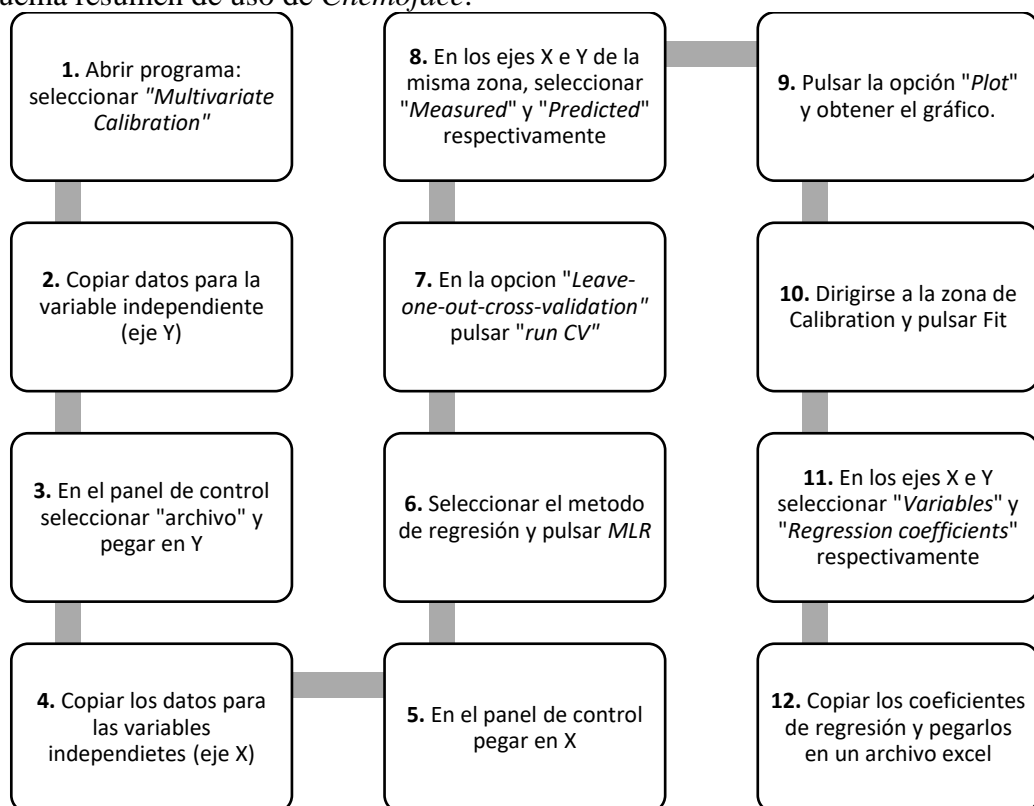 1. Abrir programa:
seleccionar "Multivariate
Calibration"
2. Copiar datos para la
variable independiente
(eje Y)
3. En el panel de control
seleccionar "archivo" y
pegar en Y
4. Copiar los datos para
las variables
independietes (eje X)
5. En el panel de control
pegar en X
6. Seleccionar el metodo
de regresión y pulsar MLR
7. En la opcion "Leave-
one-out-cross-validation"
pulsar "run CV"
8. En los ejes X e Y de la
misma zona, seleccionar
"Measured" y "Predicted"
respectivamente
9. Pulsar la opción "Plot"
y obtener el gráfico.
10. Dirigirse a la zona de
Calibration y pulsar Fit
11. En los ejes X e Y
seleccionar "Variables" y
"Regression coefficients"
respectivamente
12. Copiar los coeficientes
de regresión y pegarlos
en un archivo excel